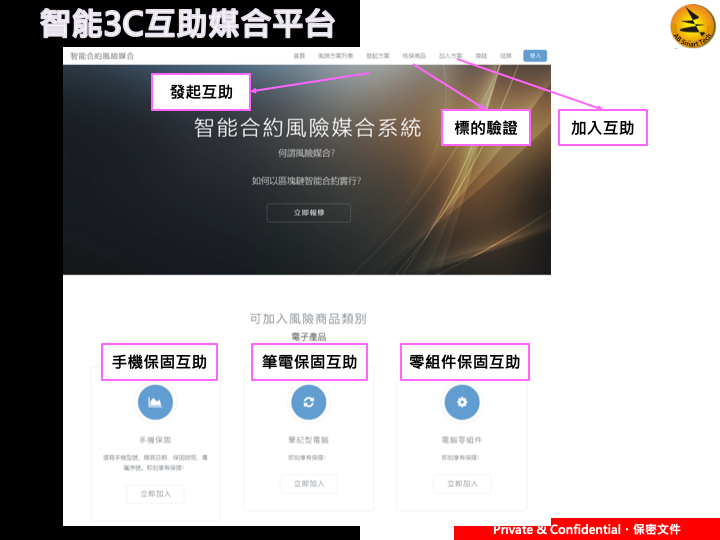 智能3C互助媒合平台
AB Smart Tech
智能合約風險媒合
首頁 風險方案列表 發起方案 核保商品 加入方案 換錢 結算 登入
發起互助
標的驗證
加入互助
智能合約風險媒合系統
何謂風險媒合?
如何以區塊鏈智能合約實行?
立即報修
可加入風險商品類別
電子產品
手機保固互助
筆電保固互助
零組件保固互助
手機保固
填寫手機型號、購買日期、保固時間、專
屬序號。即刻享有保障!
立即加入
筆記型電腦
即刻享有保障!
立即加入
電腦零組件
即刻享有保障!
立即加入
Private & Confidential・保密文件